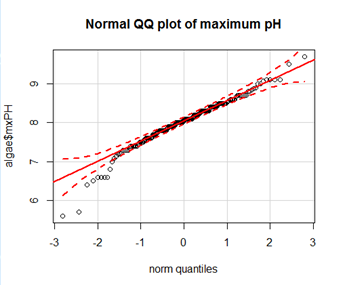 Normal QQ plot of maximum pH
algae$mxPH
9
8
7
6
-3 -2 -1 0 1 2 3
norm quantiles